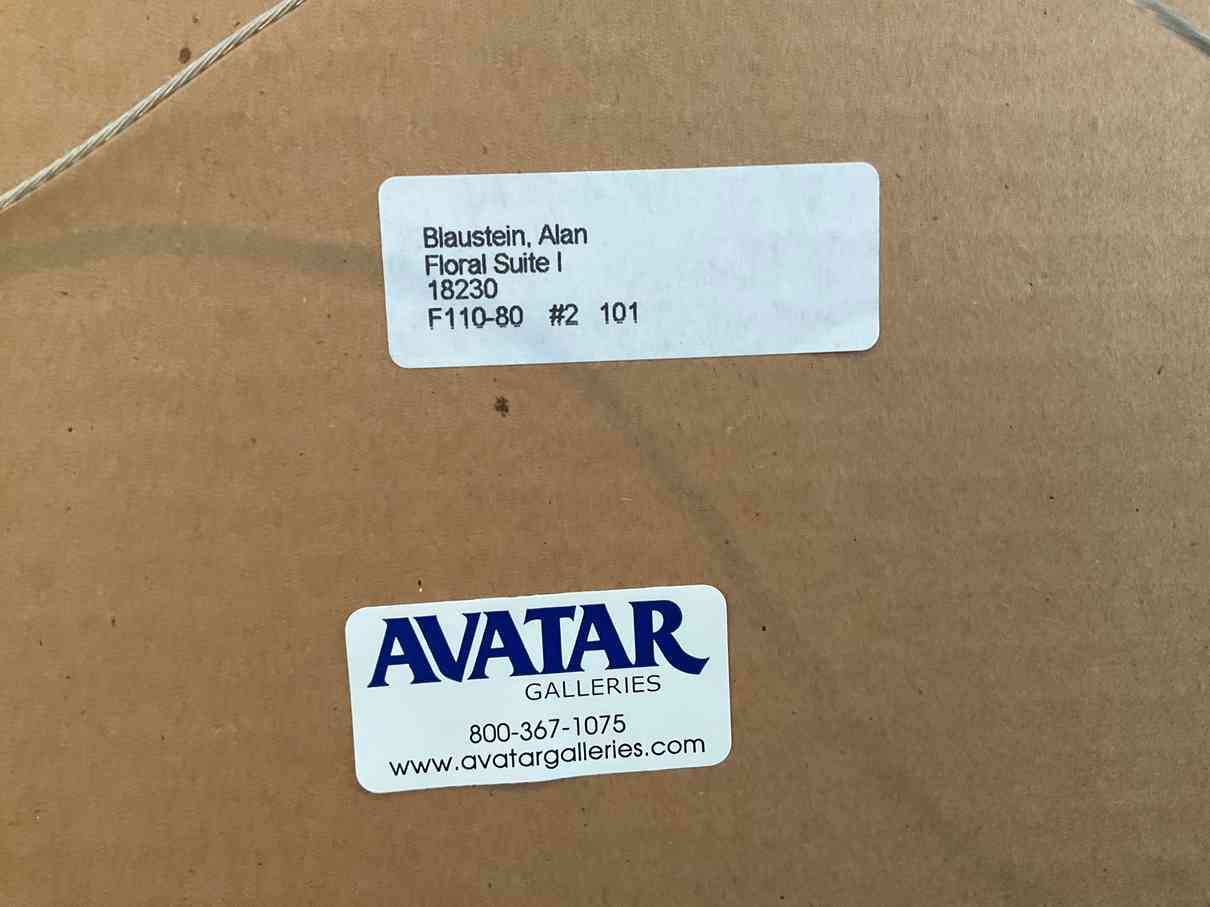 Blaustein, Alan
Floral Suite I
18230
F110-80 #2 101
AVATAR
GALLERIES
800-367-1075
www.avatargalleries.com